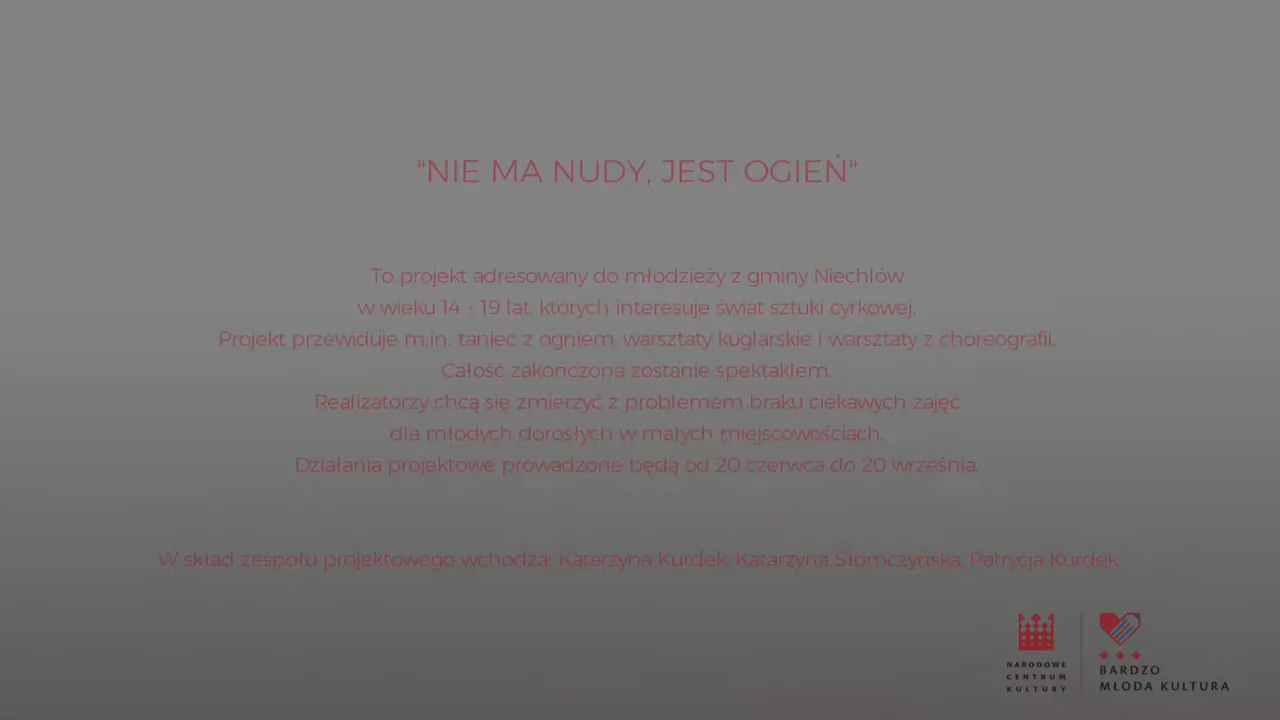 "NIE MA NUDY, JEST OGIEŃ"
To projekt adresowany do młodzieży z gminy Niechlów
w wieku 14 - 19 lat, których interesuje świat sztuki cyrkowej.
Projekt przewiduje m.in. taniec z ogniem, warsztaty kuglarskie i warsztaty z choreografii.
Całość zakończona zostanie spektaklem.
Realizatorzy chcą się zmierzyć z problemem braku ciekawych zajęć
dla młodych dorosłych w małych miejscowościach.
Działania projektowe prowadzone będą od 20 czerwca do 20 września.
W skład zespołu projektowego wchodzą: Katarzyna Kurdek, Katarzyna Słomczyńska, Patrycja Kurdek
NARODOWE
CENTRUM
KULTURY
BARDZO
MŁODA KULTURA